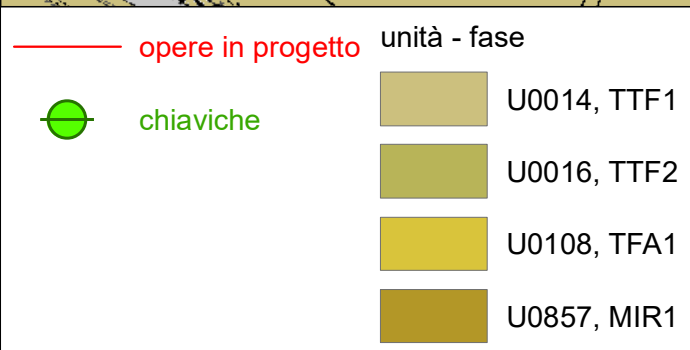 opere in progetto
chiaviche
unità - fase
U0014, TTF1
U0016, TTF2
U0108, TFA1
U0857, MIR1